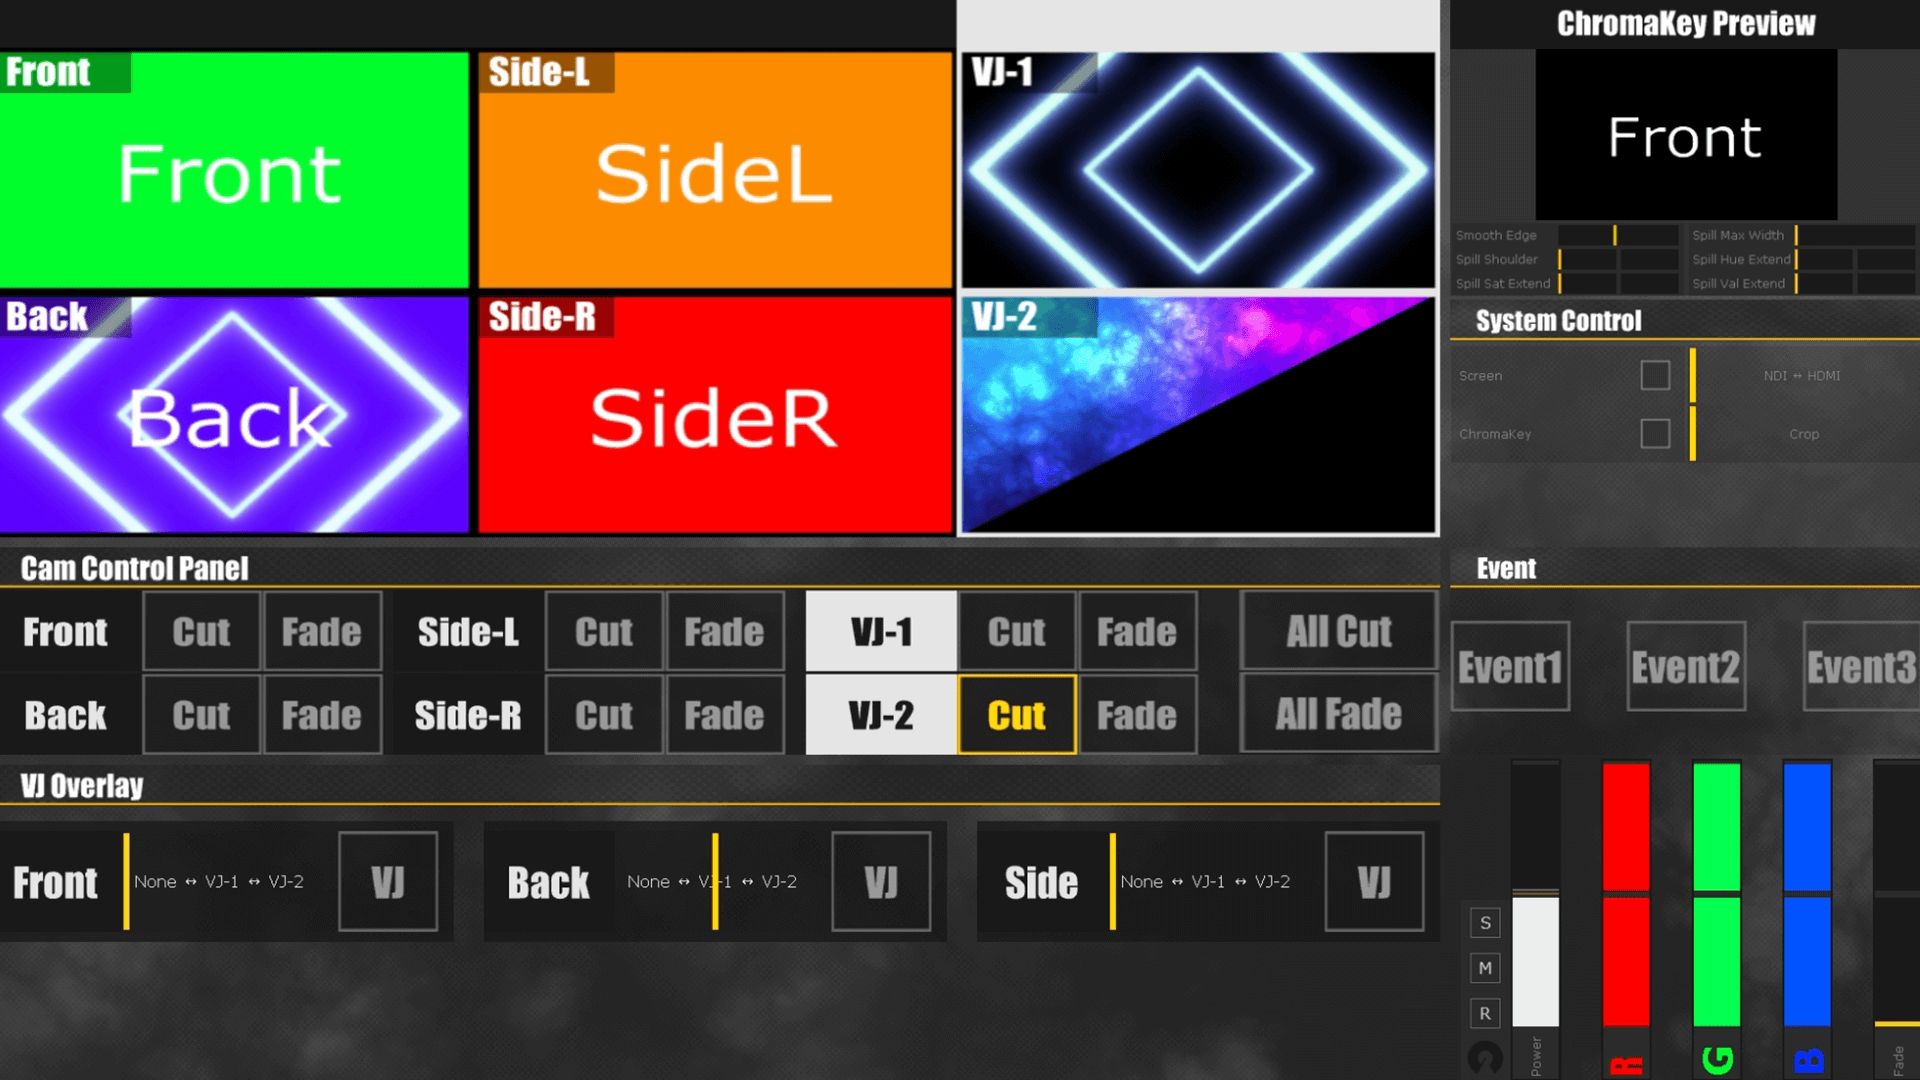 ChromaKey Preview
Front
Front
Side-L
SideL
VJ-1
Front
Smooth Edge
Spill Max Width
Spill Shoulder
Spill Hue Extend
Spill Sat Extend
Spill Val Extend
Back
Back
Side-R
SideR
VJ-2
System Control
Screen
NDI ↔ HDMI
ChromaKey
Crop
Cam Control Panel
Front Cut Fade Side-L Cut Fade VJ-1 Cut Fade All Cut
Back Cut Fade Side-R Cut Fade VJ-2 Cut Fade All Fade
Event
Event1 Event2 Event3
VJ Overlay
Front None ↔ VJ-1 ↔ VJ-2 VJ
Back None ↔ VJ-1 ↔ VJ-2 VJ
Side None ↔ VJ-1 ↔ VJ-2 VJ
S
M
R
Power
R
G
B
Fade